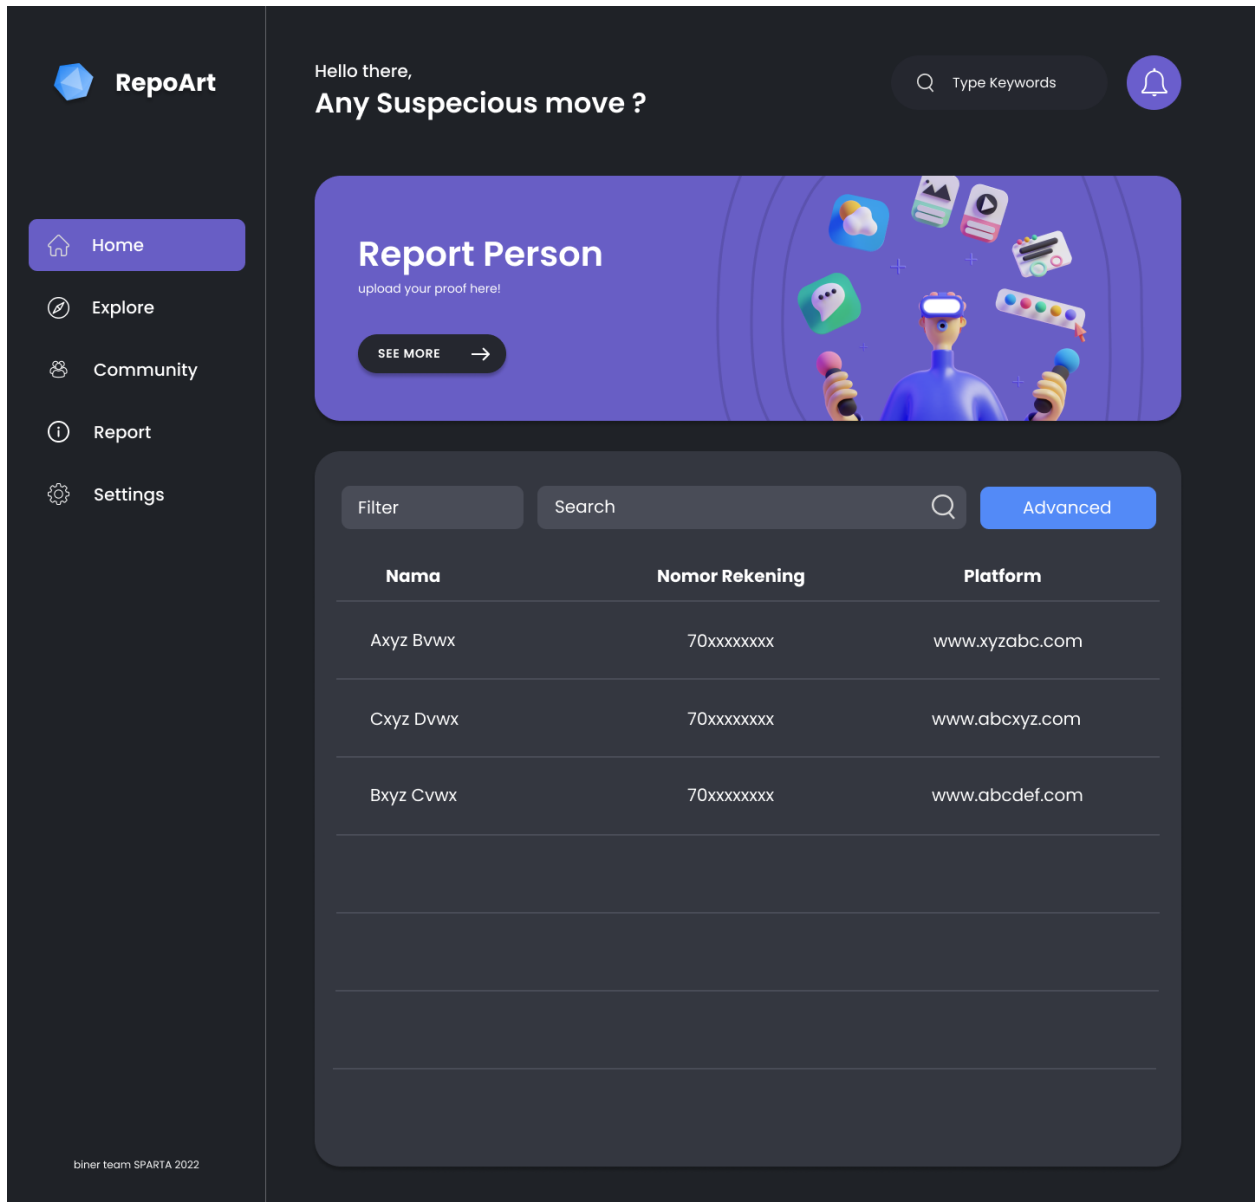 RepoArt
Hello there,
Any Suspecious move ?
Type Keywords
Home
Explore
Community
Report
Settings
Report Person
upload your proof here!
SEE MORE
Filter
Search
Advanced
Nama Nomor Rekening Platform
Axyz Bvwx 70xxxxxxxx www.xyzabc.com
Cxyz Dvwx 70xxxxxxxx www.abcxyz.com
Bxyz Cvwx 70xxxxxxxx www.abcdef.com
biner team SPARTA 2022